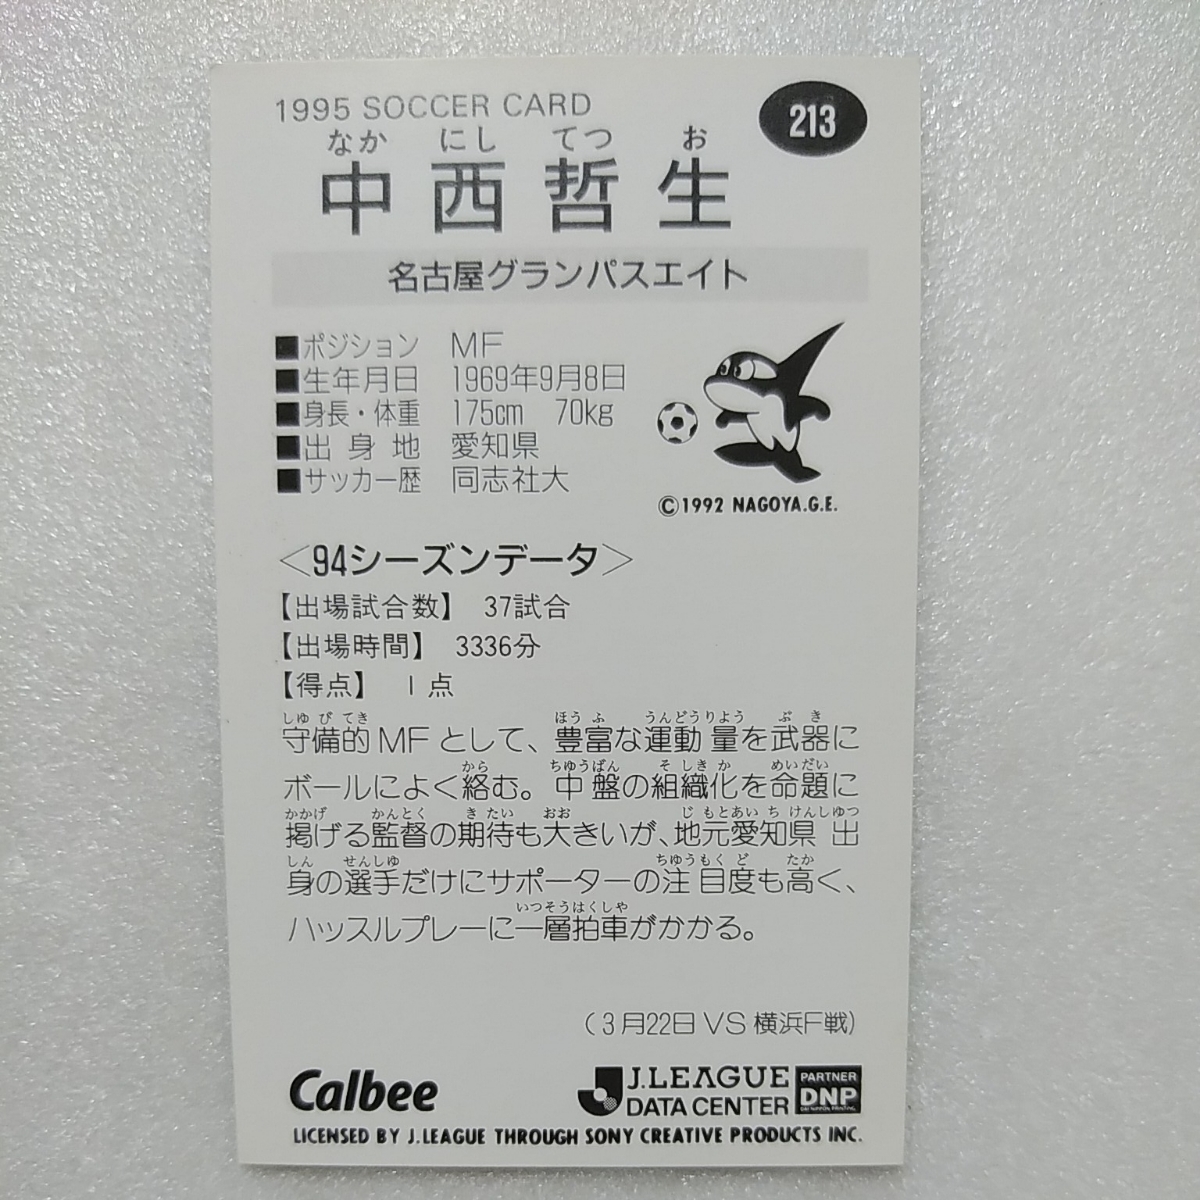 1995 SOCCER CARD
213
なか にし てつ お
中西哲生
名古屋グランパスエイト
■ポジション MF
■生年月日 1969年9月8日
■身長・体重 175cm 70kg
■出身地 愛知県
■サッカー歴 同志社大
©1992 NAGOYA.G.E.
<94シーズンデータ>
【出場試合数】 37試合
【出場時間】 3336分
【得点】 1点
しゆ び てき ほう ふ うんどうりよう ぶ き
守備的MFとして、豊富な運動量を武器に
から ちゆうばん そ しき か めいだい
ボールによく絡む。中盤の組織化を命題に
かかげ かんとく き たい おお じ もとあい ち けんしゆつ
掲げる監督の期待も大きいが、地元愛知県出
しん せんしゆ ちゆうもく ど たか
身の選手だけにサポーターの注目度も高く、
いつそうはくしや
ハッスルプレーに一層拍車がかかる。
(3月22日VS横浜F戦)
Calbee
J.LEAGUE
DATA CENTER
PARTNER
DNP
LICENSED BY J.LEAGUE THROUGH SONY CREATIVE PRODUCTS INC.